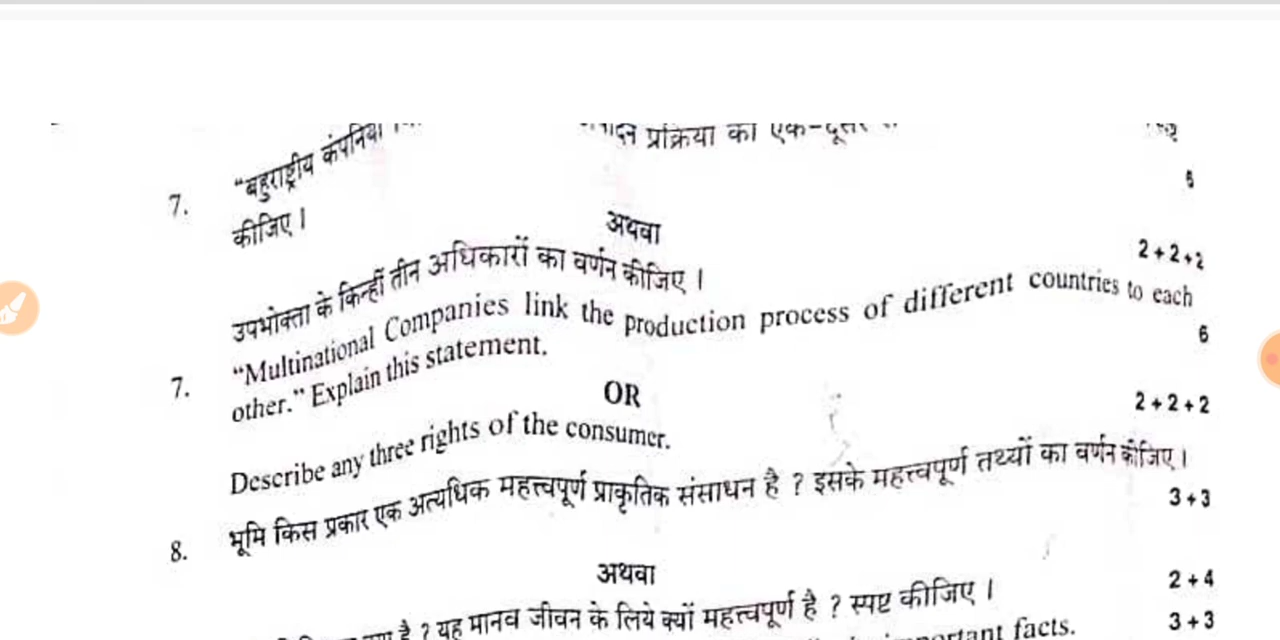 7. "बहुराष्ट्रीय कंपनियाँ प्रक्रिया को एक-दूसरे
6
कीजिए।
अथवा
उपभोक्ता के किन्हीं तीन अधिकारों का वर्णन कीजिए। 2+2+2
7. "Multinational Companies link the production process of different countries to each
other." Explain this statement. 6
OR
Describe any three rights of the consumer. 2+2+2
8. भूमि किस प्रकार एक अत्यधिक महत्त्वपूर्ण प्राकृतिक संसाधन है ? इसके महत्त्वपूर्ण तथ्यों का वर्णन कीजिए।
3+3
अथवा
है ? यह मानव जीवन के लिये क्यों महत्त्वपूर्ण है ? स्पष्ट कीजिए। 2+4
facts. 3+3